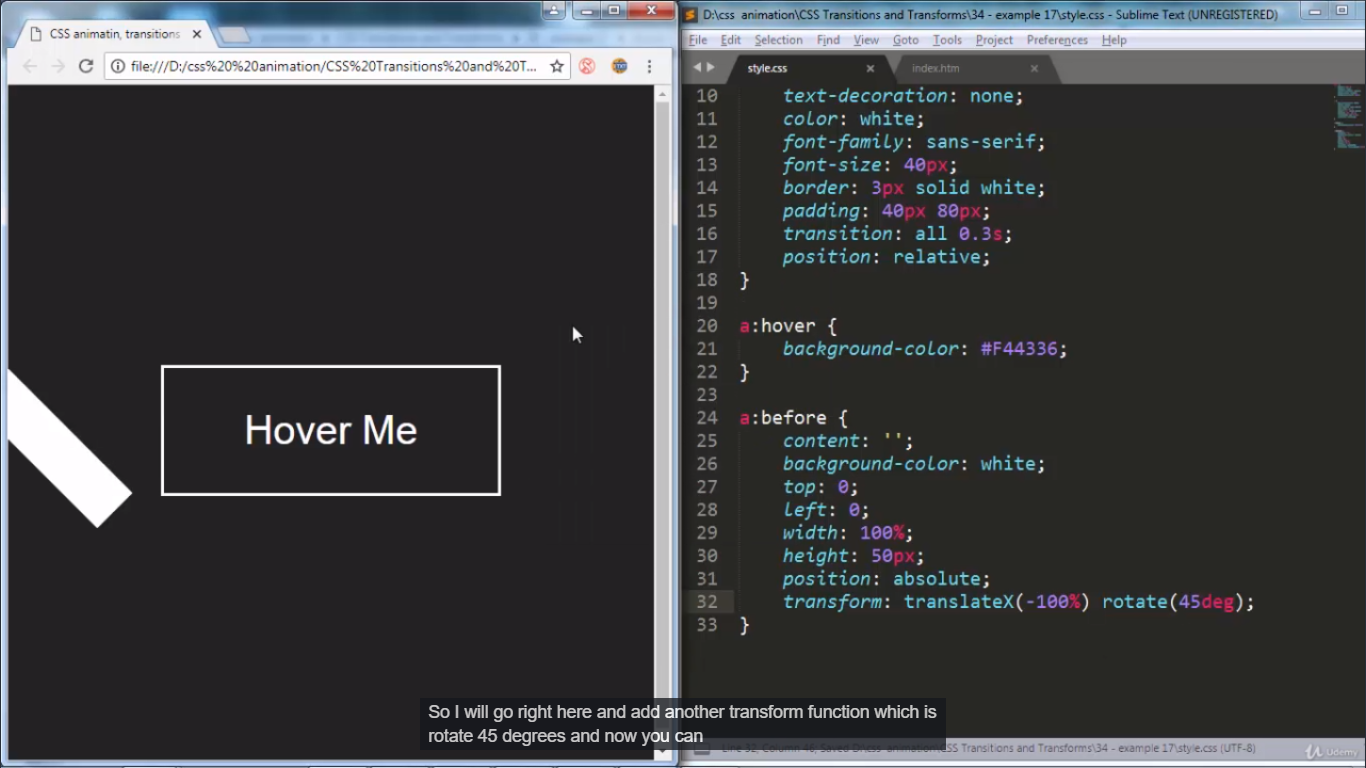 CSS animatin, transitions
file:///D:/css%20%20animation/CSS%20Transitions%20and%20T...
Hover Me
D:\css  animation\CSS Transitions and Transforms\34 - example 17\style.css - Sublime Text (UNREGISTERED)
File Edit Selection Find View Goto Tools Project Preferences Help
style.css index.htm
10 text-decoration: none;
11 color: white;
12 font-family: sans-serif;
13 font-size: 40px;
14 border: 3px solid white;
15 padding: 40px 80px;
16 transition: all 0.3s;
17 position: relative;
18 }
19
20 a:hover {
21 background-color: #F44336;
22 }
23
24 a:before {
25 content: '';
26 background-color: white;
27 top: 0;
28 left: 0;
29 width: 100%;
30 height: 50px;
31 position: absolute;
32 transform: translateX(-100%) rotate(45deg);
33 }
So I will go right here and add another transform function which is
rotate 45 degrees and now you can
Line 32, Column 46; Saved D:\css  animation\CSS Transitions and Transforms\34 - example 17\style.css (UTF-8)
Udemy